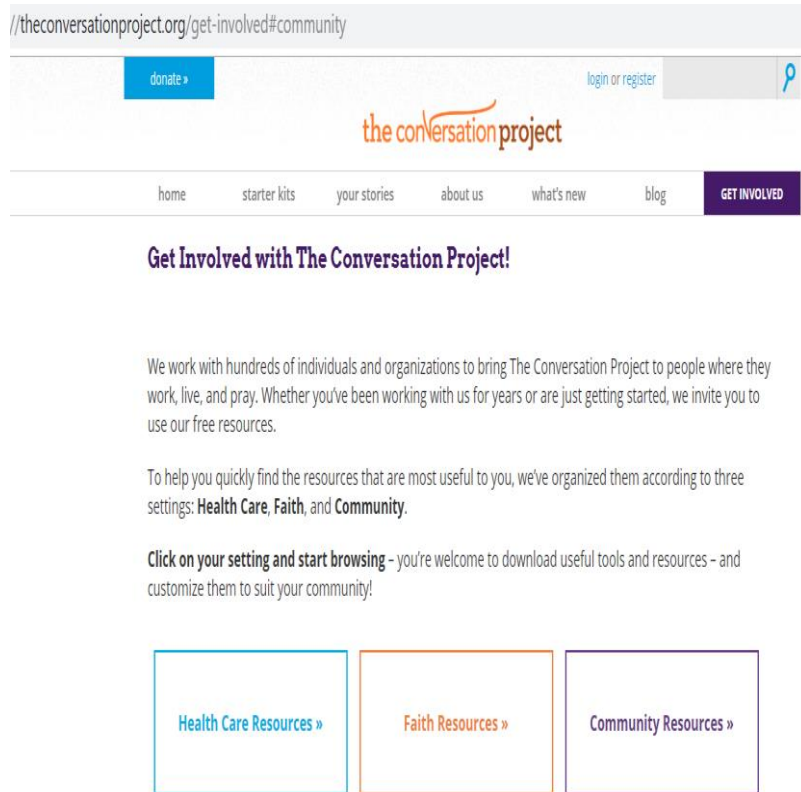 //theconversationproject.org/get-involved#community
donate »
login or register
the conversation project
home starter kits your stories about us what's new blog GET INVOLVED
Get Involved with The Conversation Project!
We work with hundreds of individuals and organizations to bring The Conversation Project to people where they
work, live, and pray. Whether you've been working with us for years or are just getting started, we invite you to
use our free resources.
To help you quickly find the resources that are most useful to you, we've organized them according to three
settings: Health Care, Faith, and Community.
Click on your setting and start browsing – you're welcome to download useful tools and resources – and
customize them to suit your community!
Health Care Resources » Faith Resources » Community Resources »